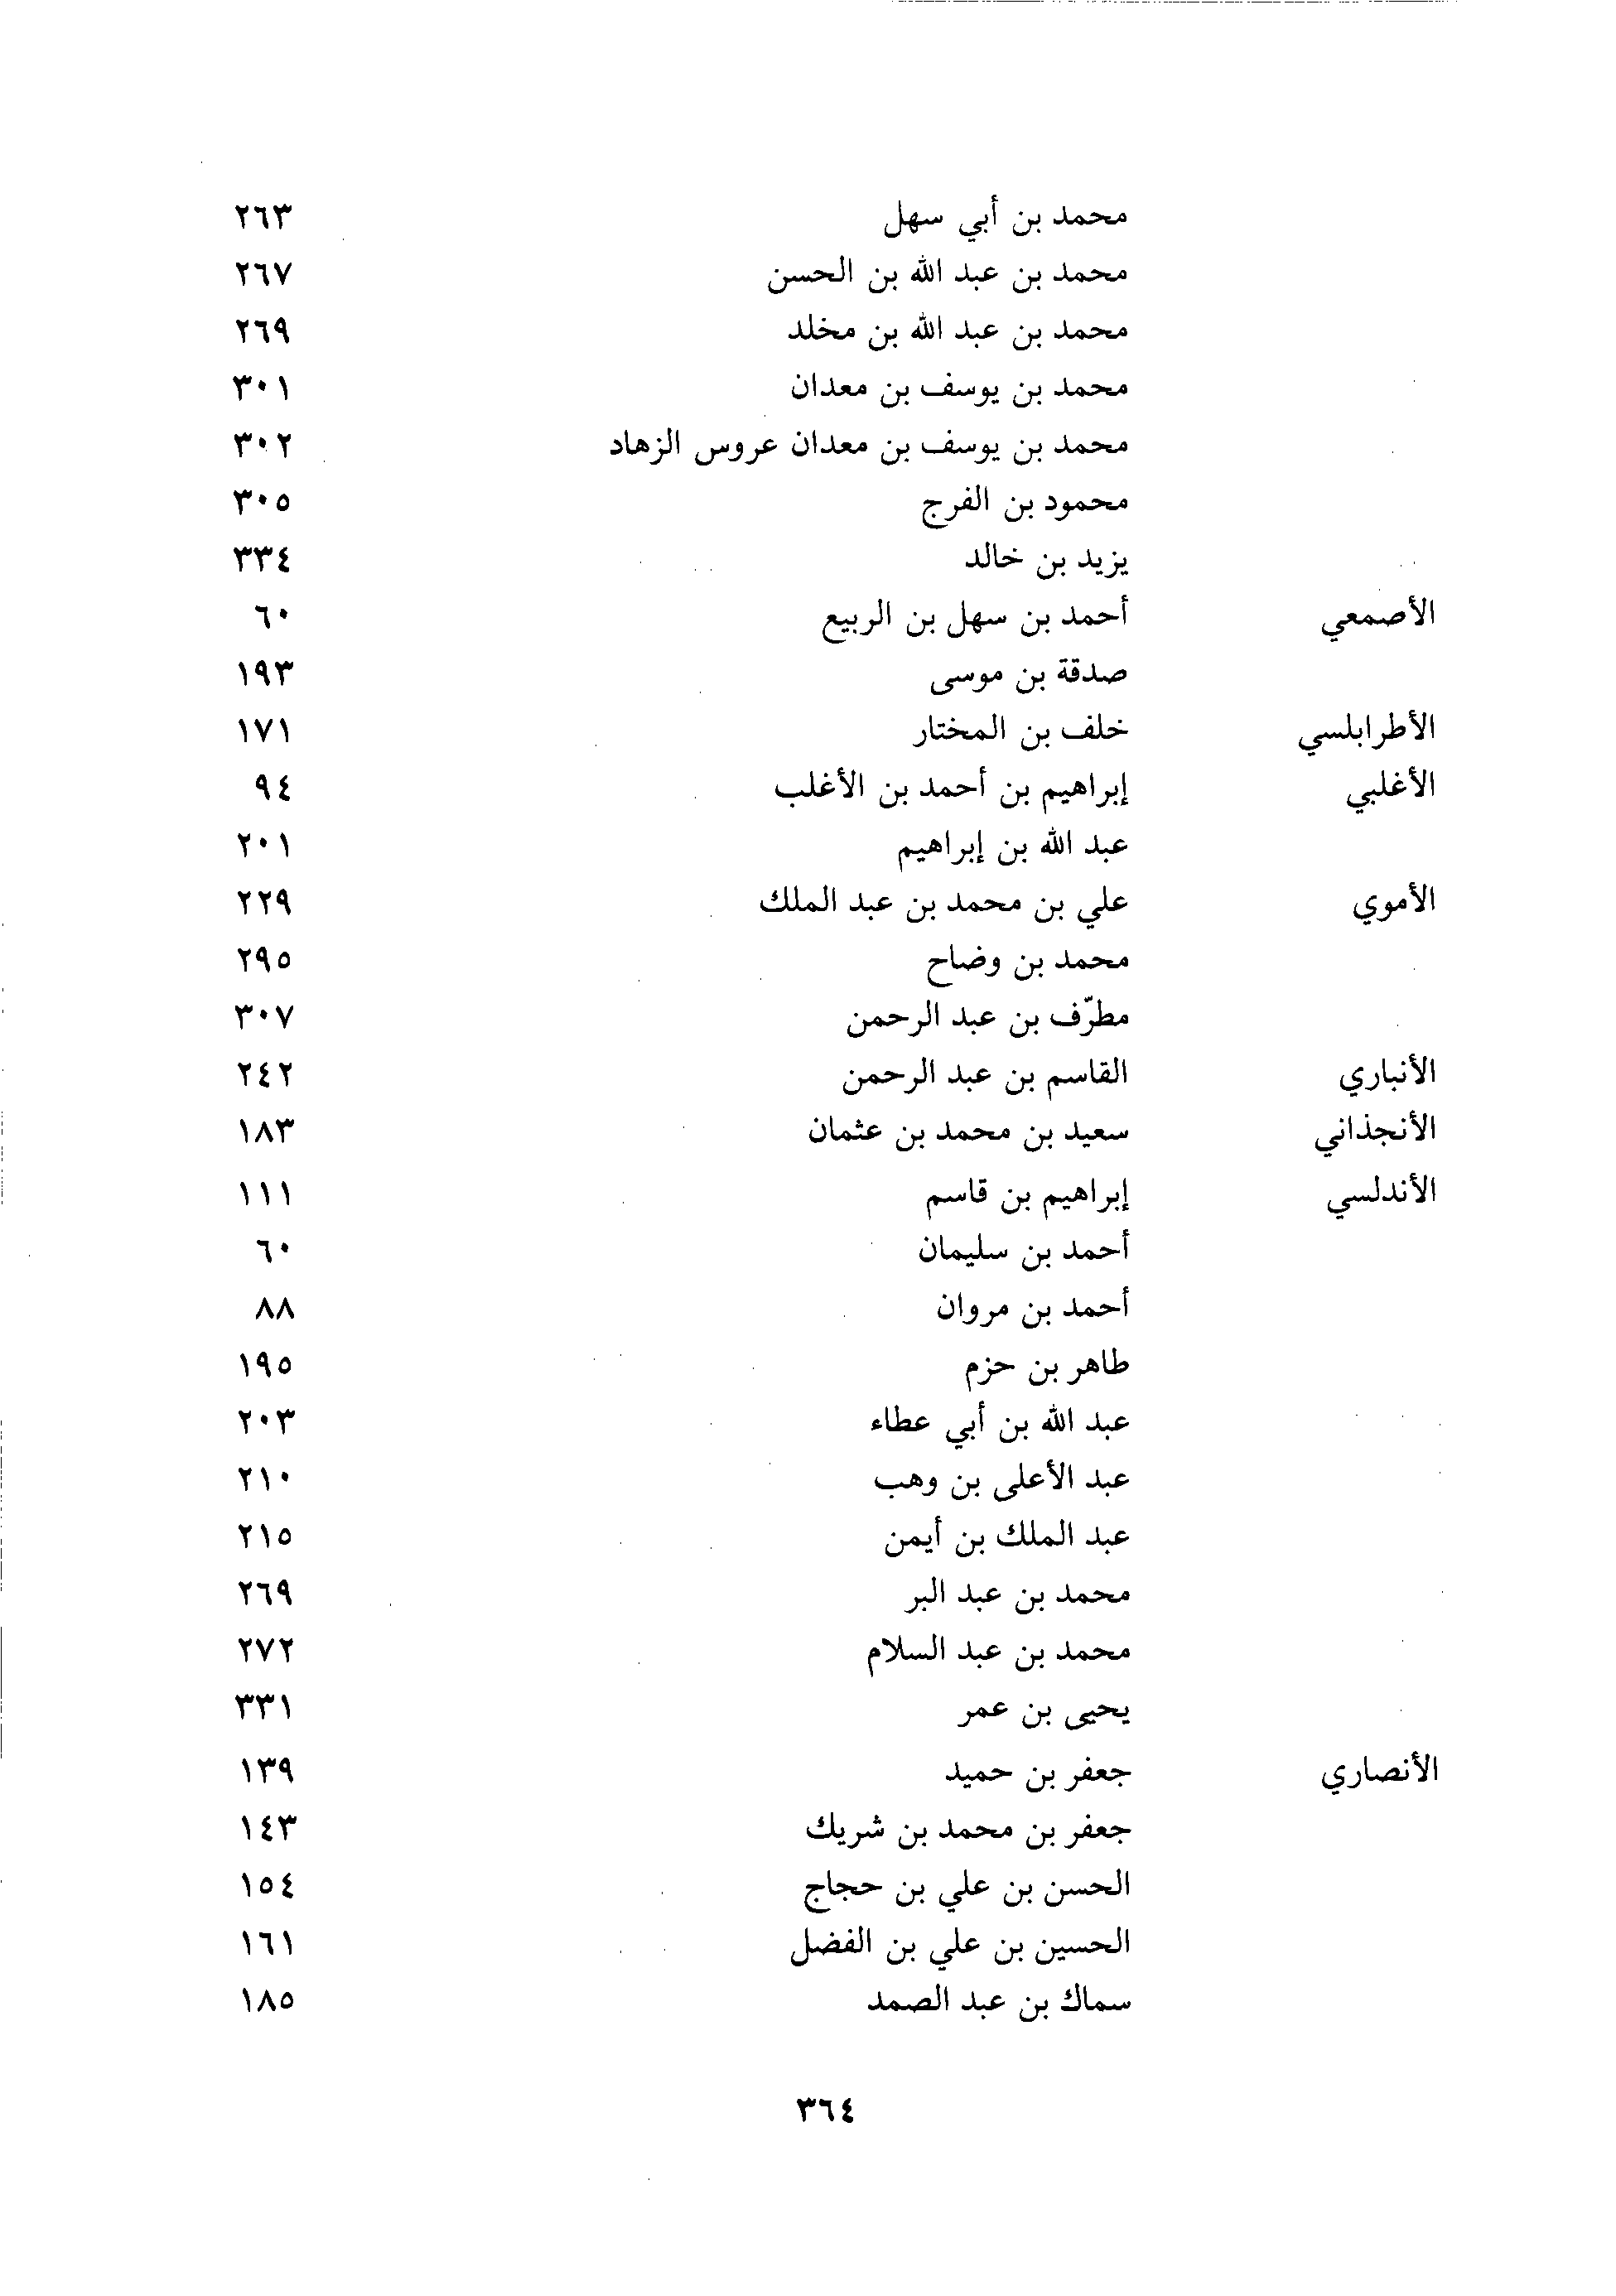 محمد بن أبي سهل ٢٦٣
محمد بن عبد الله بن الحسن ٢٦٧
محمد بن عبد الله بن مخلد ٢٦٩
محمد بن يوسف بن معدان ٣٠١
محمد بن يوسف بن معدان عروس الزهاد ٣٠٢
محمود بن الفرج ٣٠٥
يزيد بن خالد ٣٣٤
الأصمعي أحمد بن سهل بن الربيع ٦٠
صدقة بن موسى ١٩٣
الأطرابلسي خلف بن المختار ١٧١
الأغلبي إبراهيم بن أحمد بن الأغلب ٩٤
عبد الله بن إبراهيم ٢٠١
الأموي علي بن محمد بن عبد الملك ٢٢٩
محمد بن وضاح ٢٩٥
مطرّف بن عبد الرحمن ٣٠٧
الأنباري القاسم بن عبد الرحمن ٢٤٢
الأنجذاني سعيد بن محمد بن عثمان ١٨٣
الأندلسي إبراهيم بن قاسم ١١١
أحمد بن سليمان ٦٠
أحمد بن مروان ٨٨
طاهر بن حزم ١٩٥
عبد الله بن أبي عطاء ٢٠٣
عبد الأعلى بن وهب ٢١٠
عبد الملك بن أيمن ٢١٥
محمد بن عبد البر ٢٦٩
محمد بن عبد السلام ٢٧٢
يحيى بن عمر ٣٣١
الأنصاري جعفر بن حميد ١٣٩
جعفر بن محمد بن شريك ١٤٣
الحسن بن علي بن حجاج ١٥٤
الحسين بن علي بن الفضل ١٦١
سماك بن عبد الصمد ١٨٥
٣٦٤